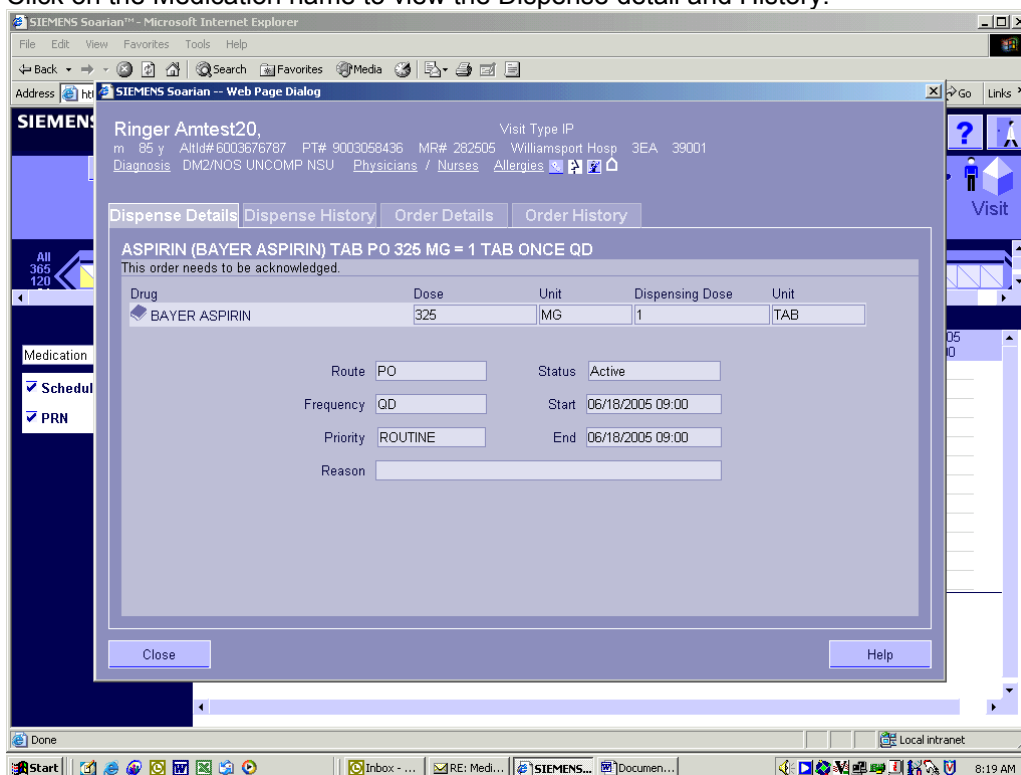 Click on the Medication name to view the Dispense detail and History.
SIEMENS Soarian™ - Microsoft Internet Explorer
File Edit View Favorites Tools Help
Back Search Favorites Media
Address SIEMENS Soarian -- Web Page Dialog Go Links
SIEMENS
Ringer Amtest20, Visit Type IP
m 85 y AltId#6003676787 PT# 9003058436 MR# 282505 Williamsport Hosp 3EA 39001
Diagnosis DM2/NOS UNCOMP NSU Physicians / Nurses Allergies
Visit
Dispense Details Dispense History Order Details Order History
ASPIRIN (BAYER ASPIRIN) TAB PO 325 MG = 1 TAB ONCE QD
This order needs to be acknowledged.
All
365
120
Drug Dose Unit Dispensing Dose Unit
BAYER ASPIRIN 325 MG 1 TAB
Medication
Schedul
PRN
Route PO Status Active
Frequency QD Start 06/18/2005 09:00
Priority ROUTINE End 06/18/2005 09:00
Reason
Close Help
Done Local intranet
Start Inbox - ... RE: Medi... SIEMENS... Documen... 8:19 AM